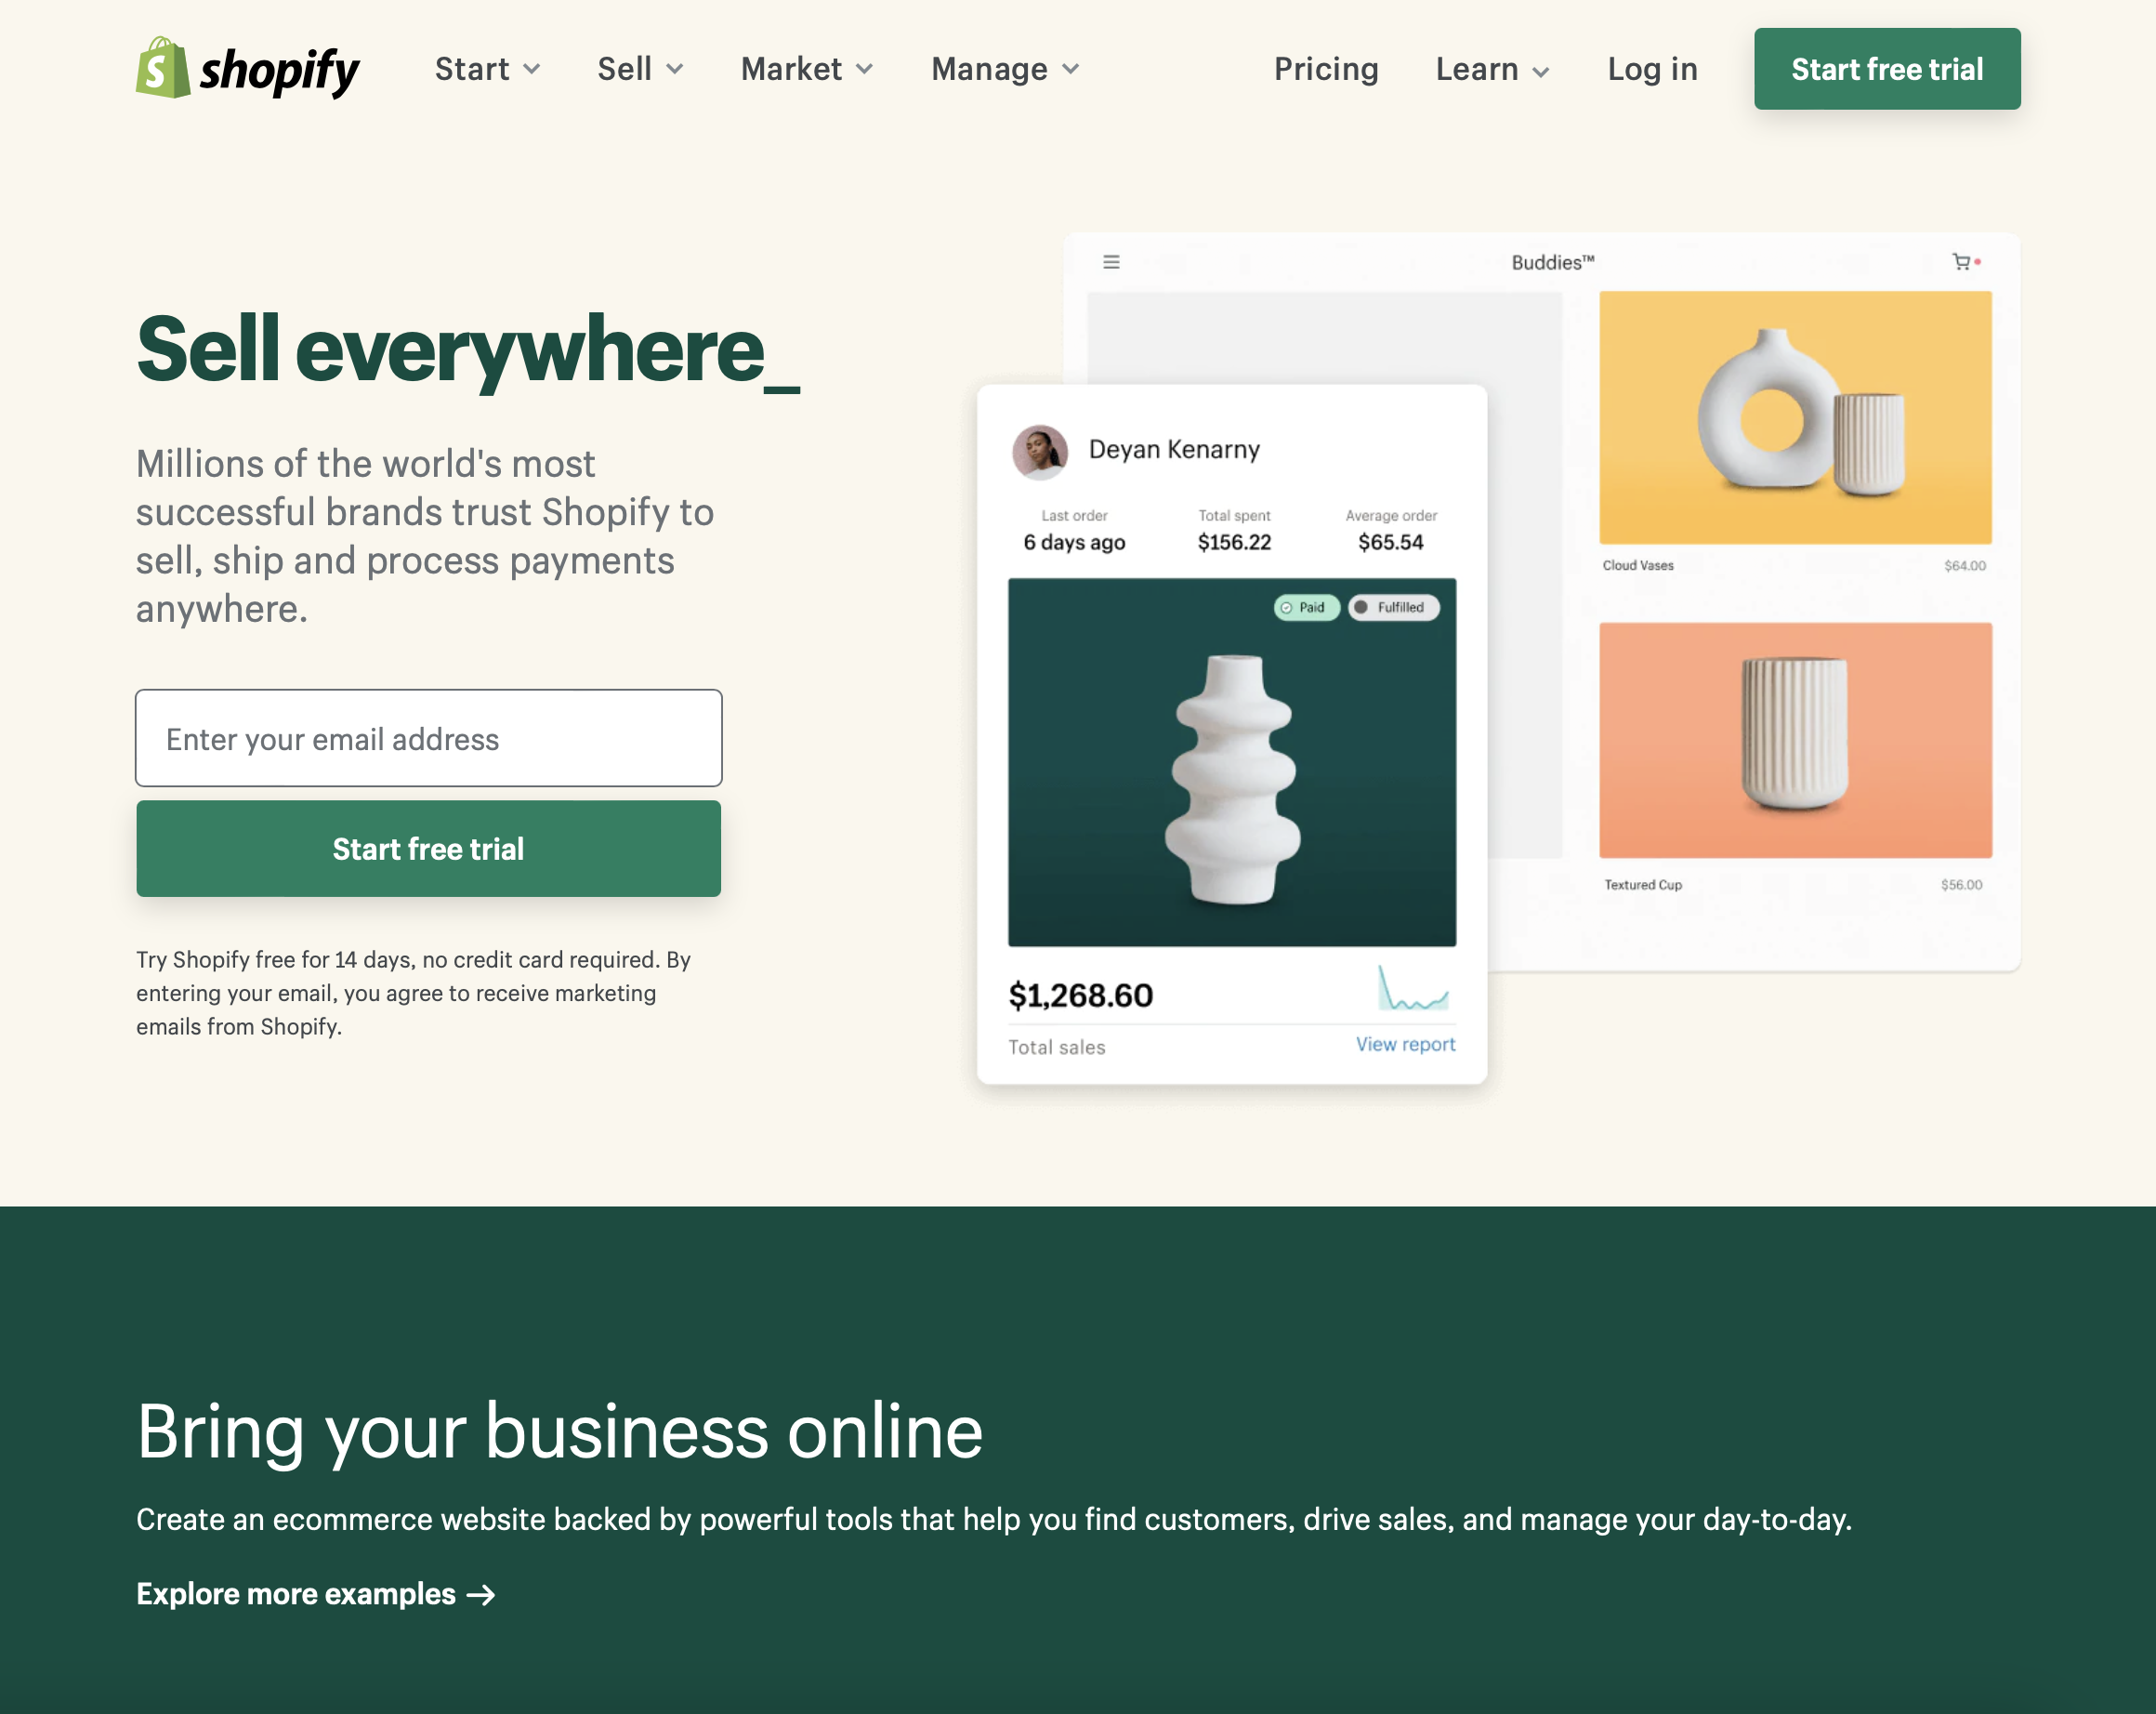 shopify
Start
Sell
Market
Manage
Pricing
Learn
Log in
Start free trial
Sell everywhere_
Millions of the world's most
successful brands trust Shopify to
sell, ship and process payments
anywhere.
Enter your email address
Start free trial
Try Shopify free for 14 days, no credit card required. By
entering your email, you agree to receive marketing
emails from Shopify.
Buddies™
Deyan Kenarny
Last order Total spent Average order
6 days ago $156.22 $65.54
Paid Fulfilled
$1,268.60
Total sales View report
Cloud Vases $64.00
Textured Cup $56.00
Bring your business online
Create an ecommerce website backed by powerful tools that help you find customers, drive sales, and manage your day-to-day.
Explore more examples →